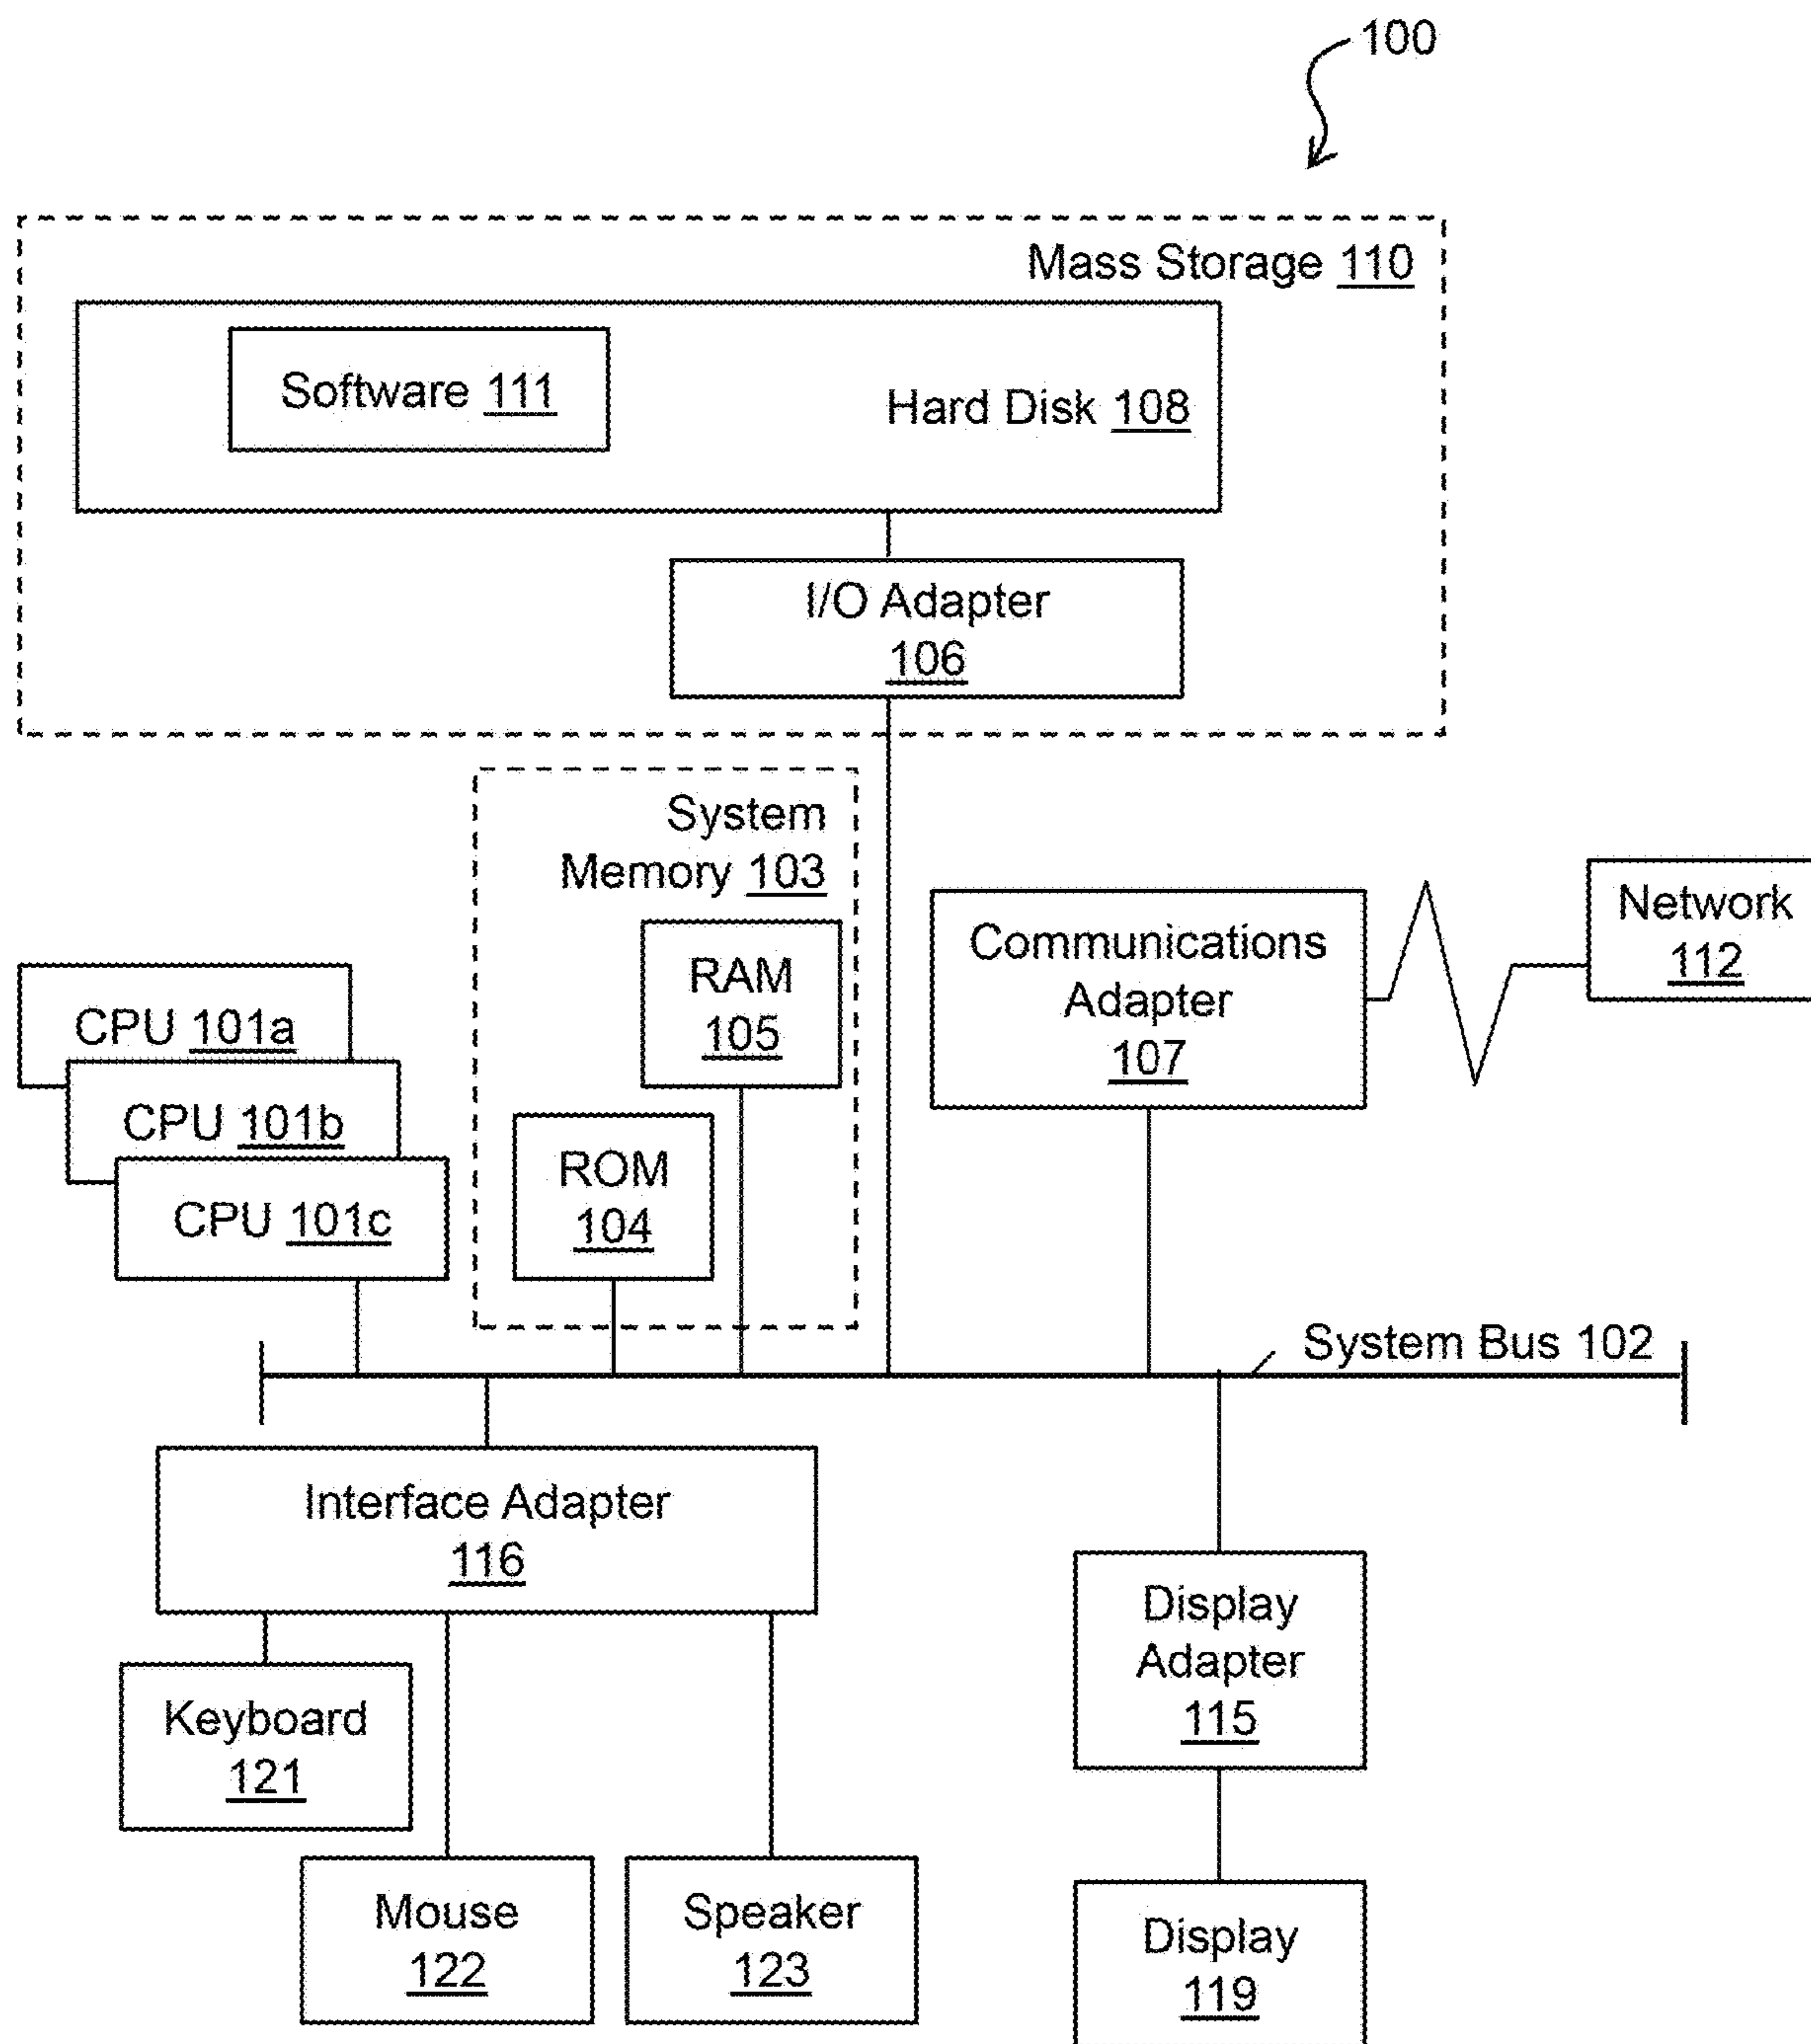 100
Mass Storage 110
Software 111
Hard Disk 108
I/O Adapter
106
System
Memory 103
RAM
105
ROM
104
Communications
Adapter
107
Network
112
CPU 101a
CPU 101b
CPU 101c
System Bus 102
Interface Adapter
116
Display
Adapter
115
Keyboard
121
Mouse
122
Speaker
123
Display
119